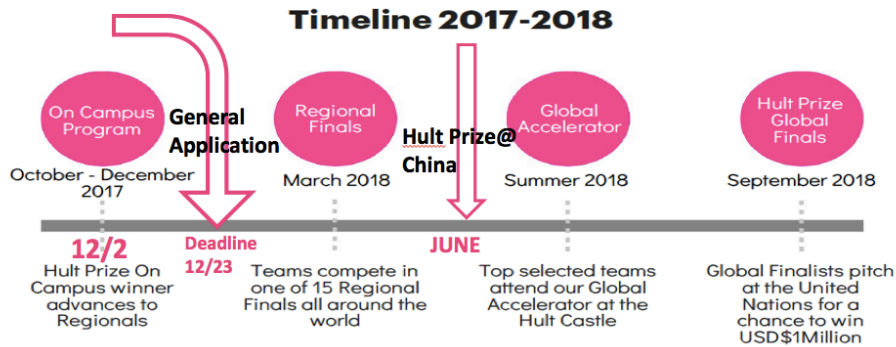 Timeline 2017-2018
On Campus
Program
October - December
2017
General
Application
Regional
Finals
March 2018
Hult Prize@
China
Global
Accelerator
Summer 2018
Hult Prize
Global
Finals
September 2018
12/2
Deadline
12/23
JUNE
Hult Prize On
Campus winner
advances to
Regionals
Teams compete in
one of 15 Regional
Finals all around the
world
Top selected teams
attend our Global
Accelerator at the
Hult Castle
Global Finalists pitch
at the United
Nations for a
chance to win
USD$1Million